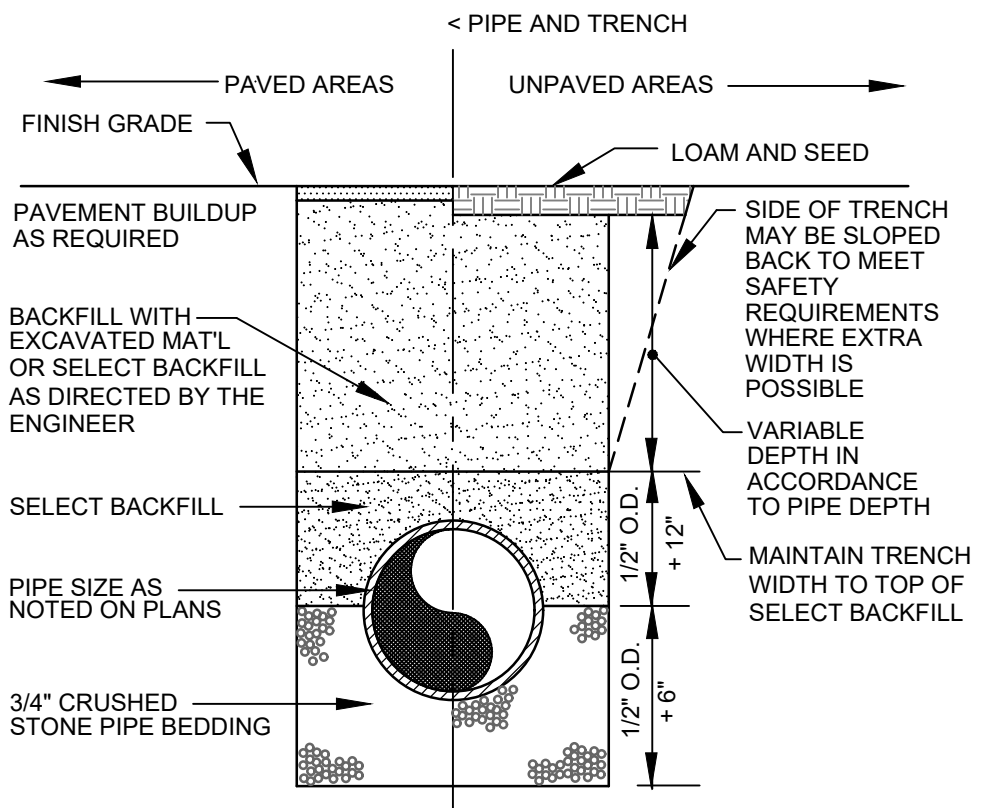 < PIPE AND TRENCH
PAVED AREAS
UNPAVED AREAS
FINISH GRADE
LOAM AND SEED
PAVEMENT BUILDUP
AS REQUIRED
SIDE OF TRENCH
MAY BE SLOPED
BACK TO MEET
SAFETY
REQUIREMENTS
WHERE EXTRA
WIDTH IS
POSSIBLE
BACKFILL WITH
EXCAVATED MAT'L
OR SELECT BACKFILL
AS DIRECTED BY THE
ENGINEER
VARIABLE
DEPTH IN
ACCORDANCE
TO PIPE DEPTH
SELECT BACKFILL
1/2" O.D.
+ 12"
MAINTAIN TRENCH
WIDTH TO TOP OF
SELECT BACKFILL
PIPE SIZE AS
NOTED ON PLANS
1/2" O.D.
+ 6"
3/4" CRUSHED
STONE PIPE BEDDING